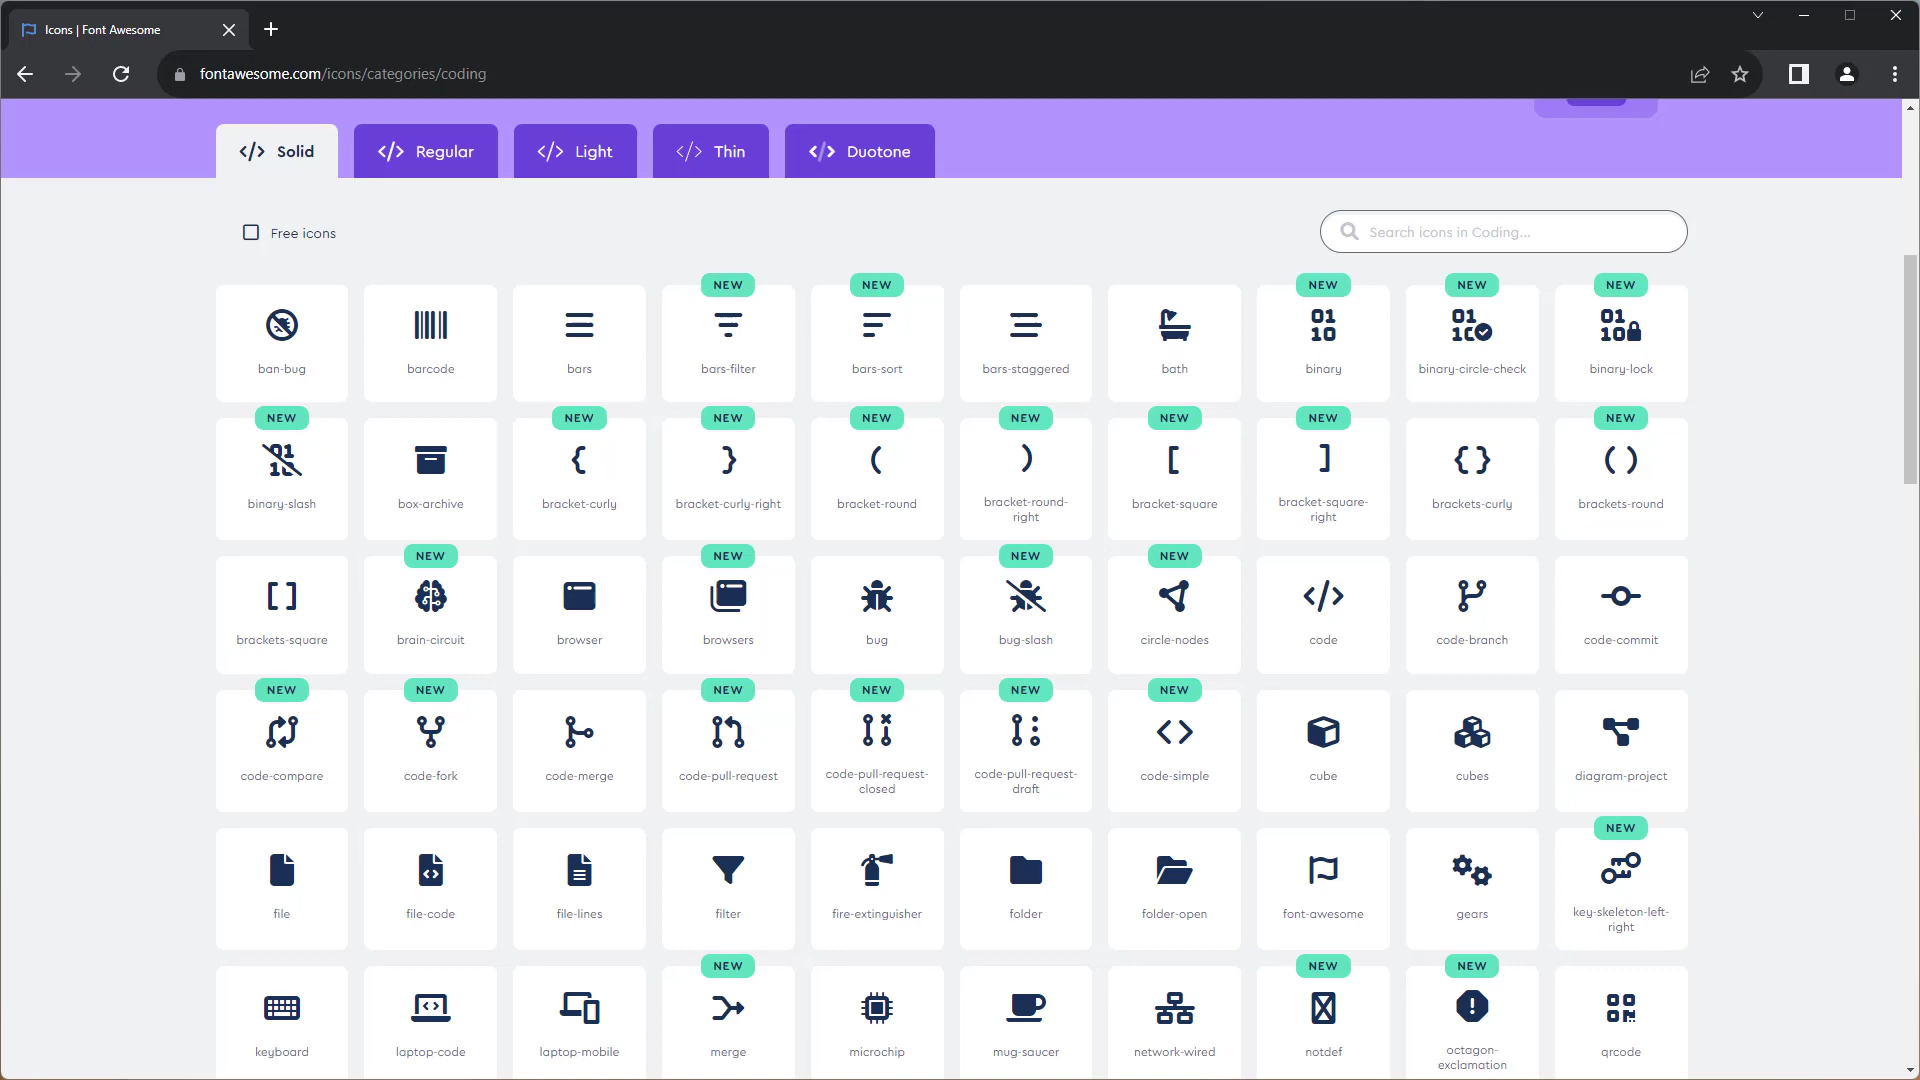 Icons | Font Awesome
fontawesome.com/icons/categories/coding
Solid
Regular
Light
Thin
Duotone
Free icons
Search icons in Coding...
NEW NEW NEW NEW NEW
ban-bug barcode bars bars-filter bars-sort bars-staggered bath binary binary-circle-check binary-lock
NEW NEW NEW NEW NEW NEW NEW NEW
binary-slash box-archive bracket-curly bracket-curly-right bracket-round bracket-round- bracket-square bracket-square- brackets-curly brackets-round
right right
NEW NEW NEW NEW
brackets-square brain-circuit browser browsers bug bug-slash circle-nodes code code-branch code-commit
NEW NEW NEW NEW NEW NEW
code-compare code-fork code-merge code-pull-request code-pull-request- code-pull-request- code-simple cube cubes diagram-project
closed draft
NEW
file file-code file-lines filter fire-extinguisher folder folder-open font-awesome gears key-skeleton-left-
right
NEW NEW NEW
keyboard laptop-code laptop-mobile merge microchip mug-saucer network-wired notdef octagon- qrcode
exclamation